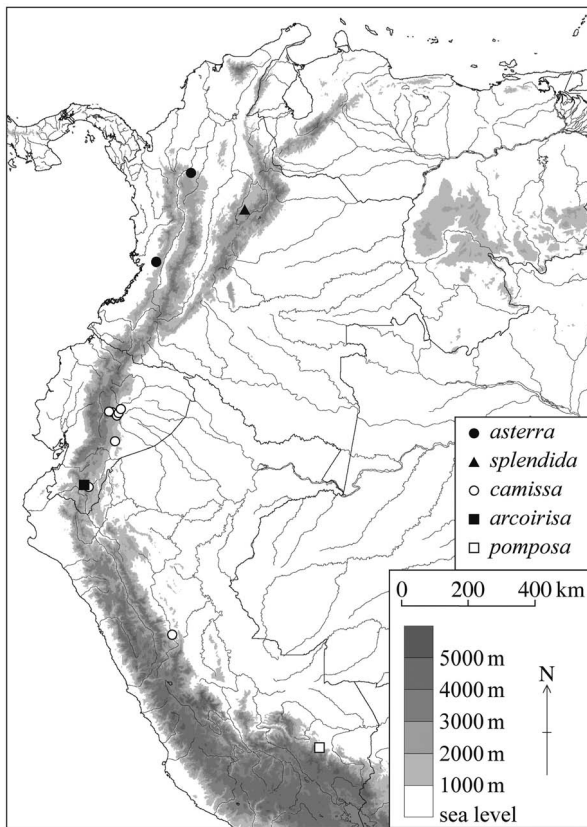 asterra
splendida
camissa
arcoirisa
pomposa
0 200 400 km
5000 m
4000 m
3000 m
2000 m
1000 m
sea level
N